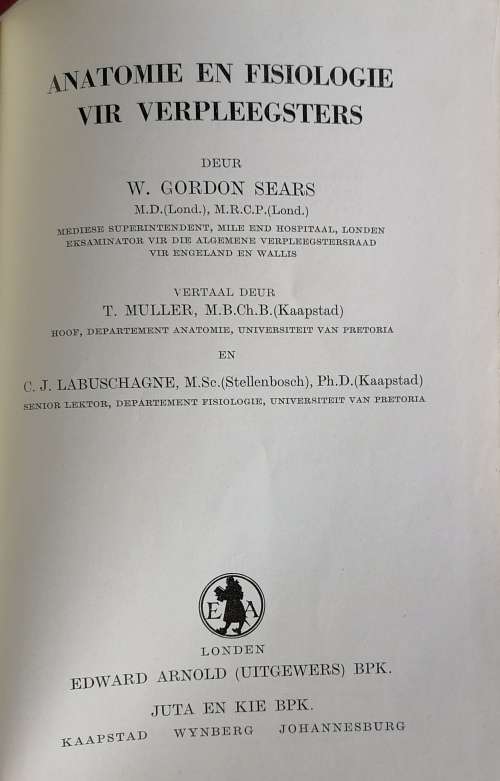 ANATOMIE EN FISIOLOGIE
VIR VERPLEEGSTERS
DEUR
W. GORDON SEARS
M.D.(Lond.), M.R.C.P.(Lond.)
MEDIESE SUPERINTENDENT, MILE END HOSPITAAL, LONDEN
EKSAMINATOR VIR DIE ALGEMENE VERPLEEGSTERSRAAD
VIR ENGELAND EN WALLIS
VERTAAL DEUR
T. MULLER, M.B.Ch.B.(Kaapstad)
HOOF, DEPARTEMENT ANATOMIE, UNIVERSITEIT VAN PRETORIA
EN
C. J. LABUSCHAGNE, M.Sc.(Stellenbosch), Ph.D.(Kaapstad)
SENIOR LEKTOR, DEPARTEMENT FISIOLOGIE, UNIVERSITEIT VAN PRETORIA
E A
LONDEN
EDWARD ARNOLD (UITGEWERS) BPK.
JUTA EN KIE BPK.
KAAPSTAD WYNBERG JOHANNESBURG